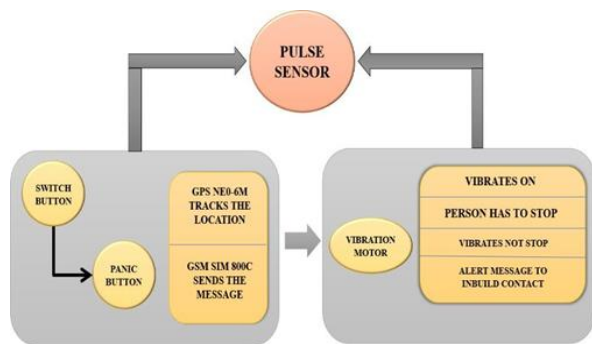 PULSE
SENSOR
SWITCH
BUTTON
PANIC
BUTTON
GPS NE0-6M
TRACKS THE
LOCATION
GSM SIM 800C
SENDS THE
MESSAGE
VIBRATION
MOTOR
VIBRATES ON
PERSON HAS TO STOP
VIBRATES NOT STOP
ALERT MESSAGE TO
INBUILD CONTACT